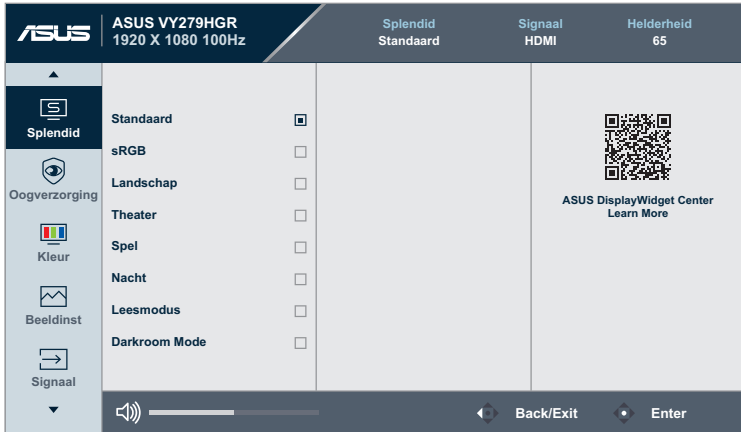 ASUS
ASUS VY279HGR
1920 X 1080 100Hz
Splendid
Standaard
Signaal
HDMI
Helderheid
65
Splendid
Oogverzorging
Kleur
Beeldinst
Signaal
Standaard
sRGB
Landschap
Theater
Spel
Nacht
Leesmodus
Darkroom Mode
ASUS DisplayWidget Center
Learn More
Back/Exit
Enter